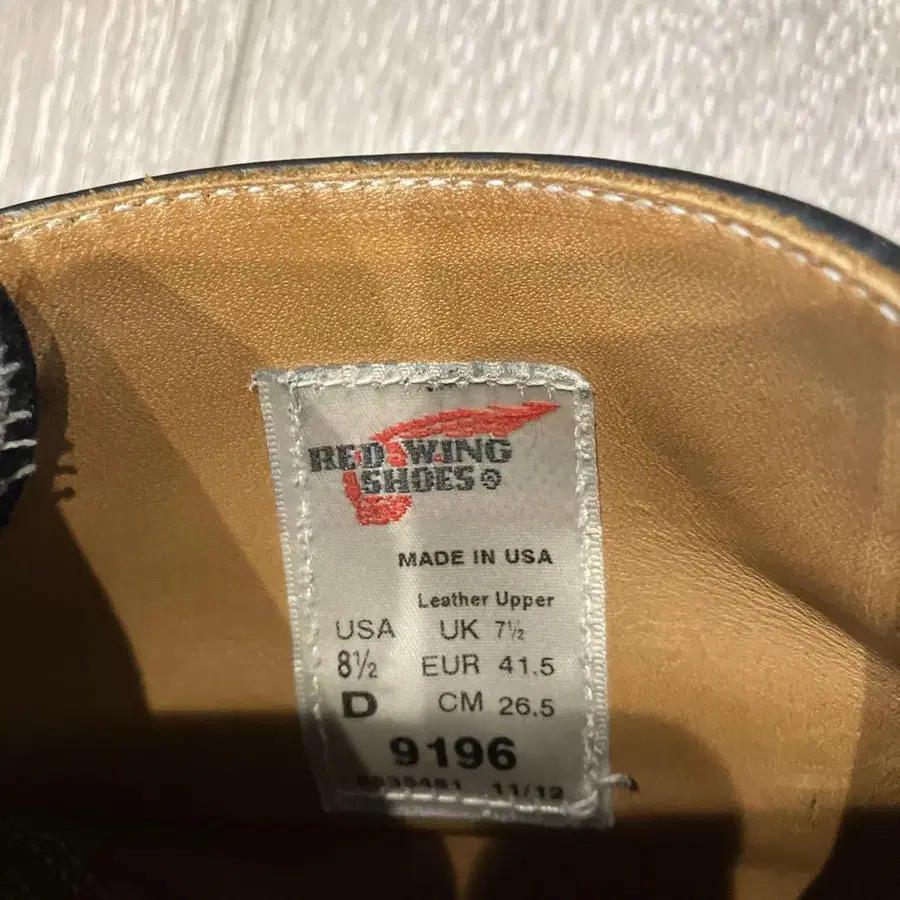 RED WING
SHOES®
MADE IN USA
Leather Upper
USA UK 7½
8½ EUR 41.5
D CM 26.5
9196
11/12